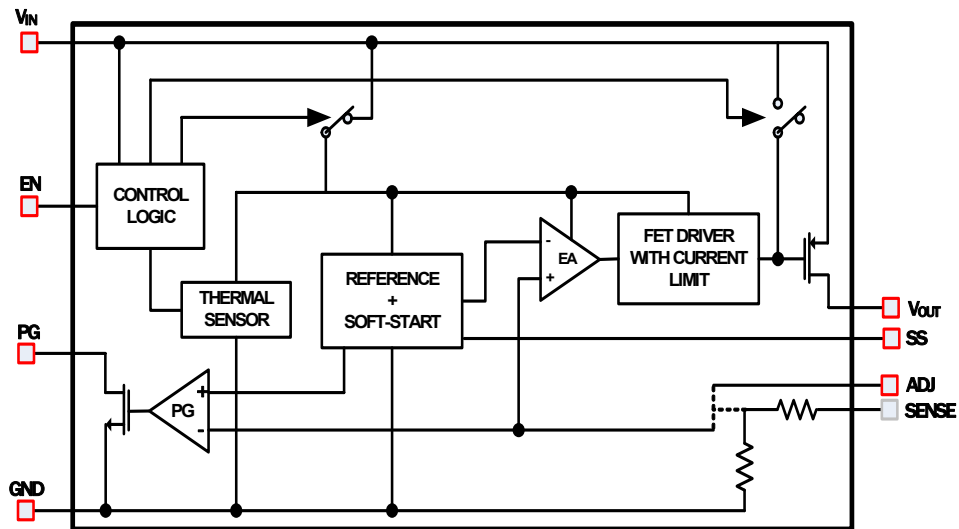 VIN
EN
CONTROL
LOGIC
-
EA
+
FET DRIVER
WITH CURRENT
LIMIT
REFERENCE
+
SOFT-START
THERMAL
SENSOR
VOUT
SS
PG
ADJ
SENSE
+
PG
-
GND